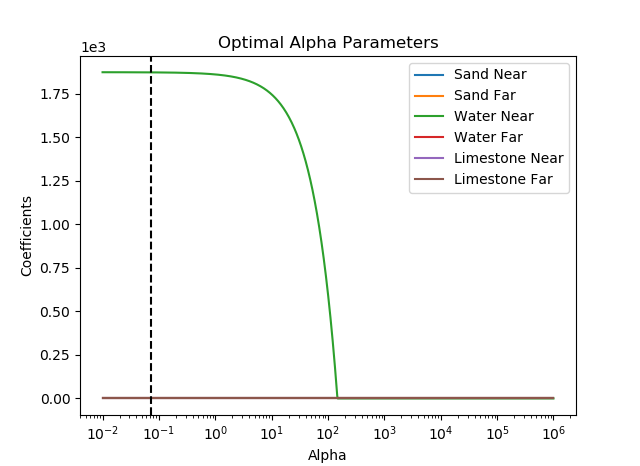 Optimal Alpha Parameters
1e3
Sand Near
Sand Far
Water Near
Water Far
Limestone Near
Limestone Far
1.75
1.50
1.25
1.00
0.75
0.50
0.25
0.00
Coefficients
10⁻² 10⁻¹ 10⁰ 10¹ 10² 10³ 10⁴ 10⁵ 10⁶
Alpha